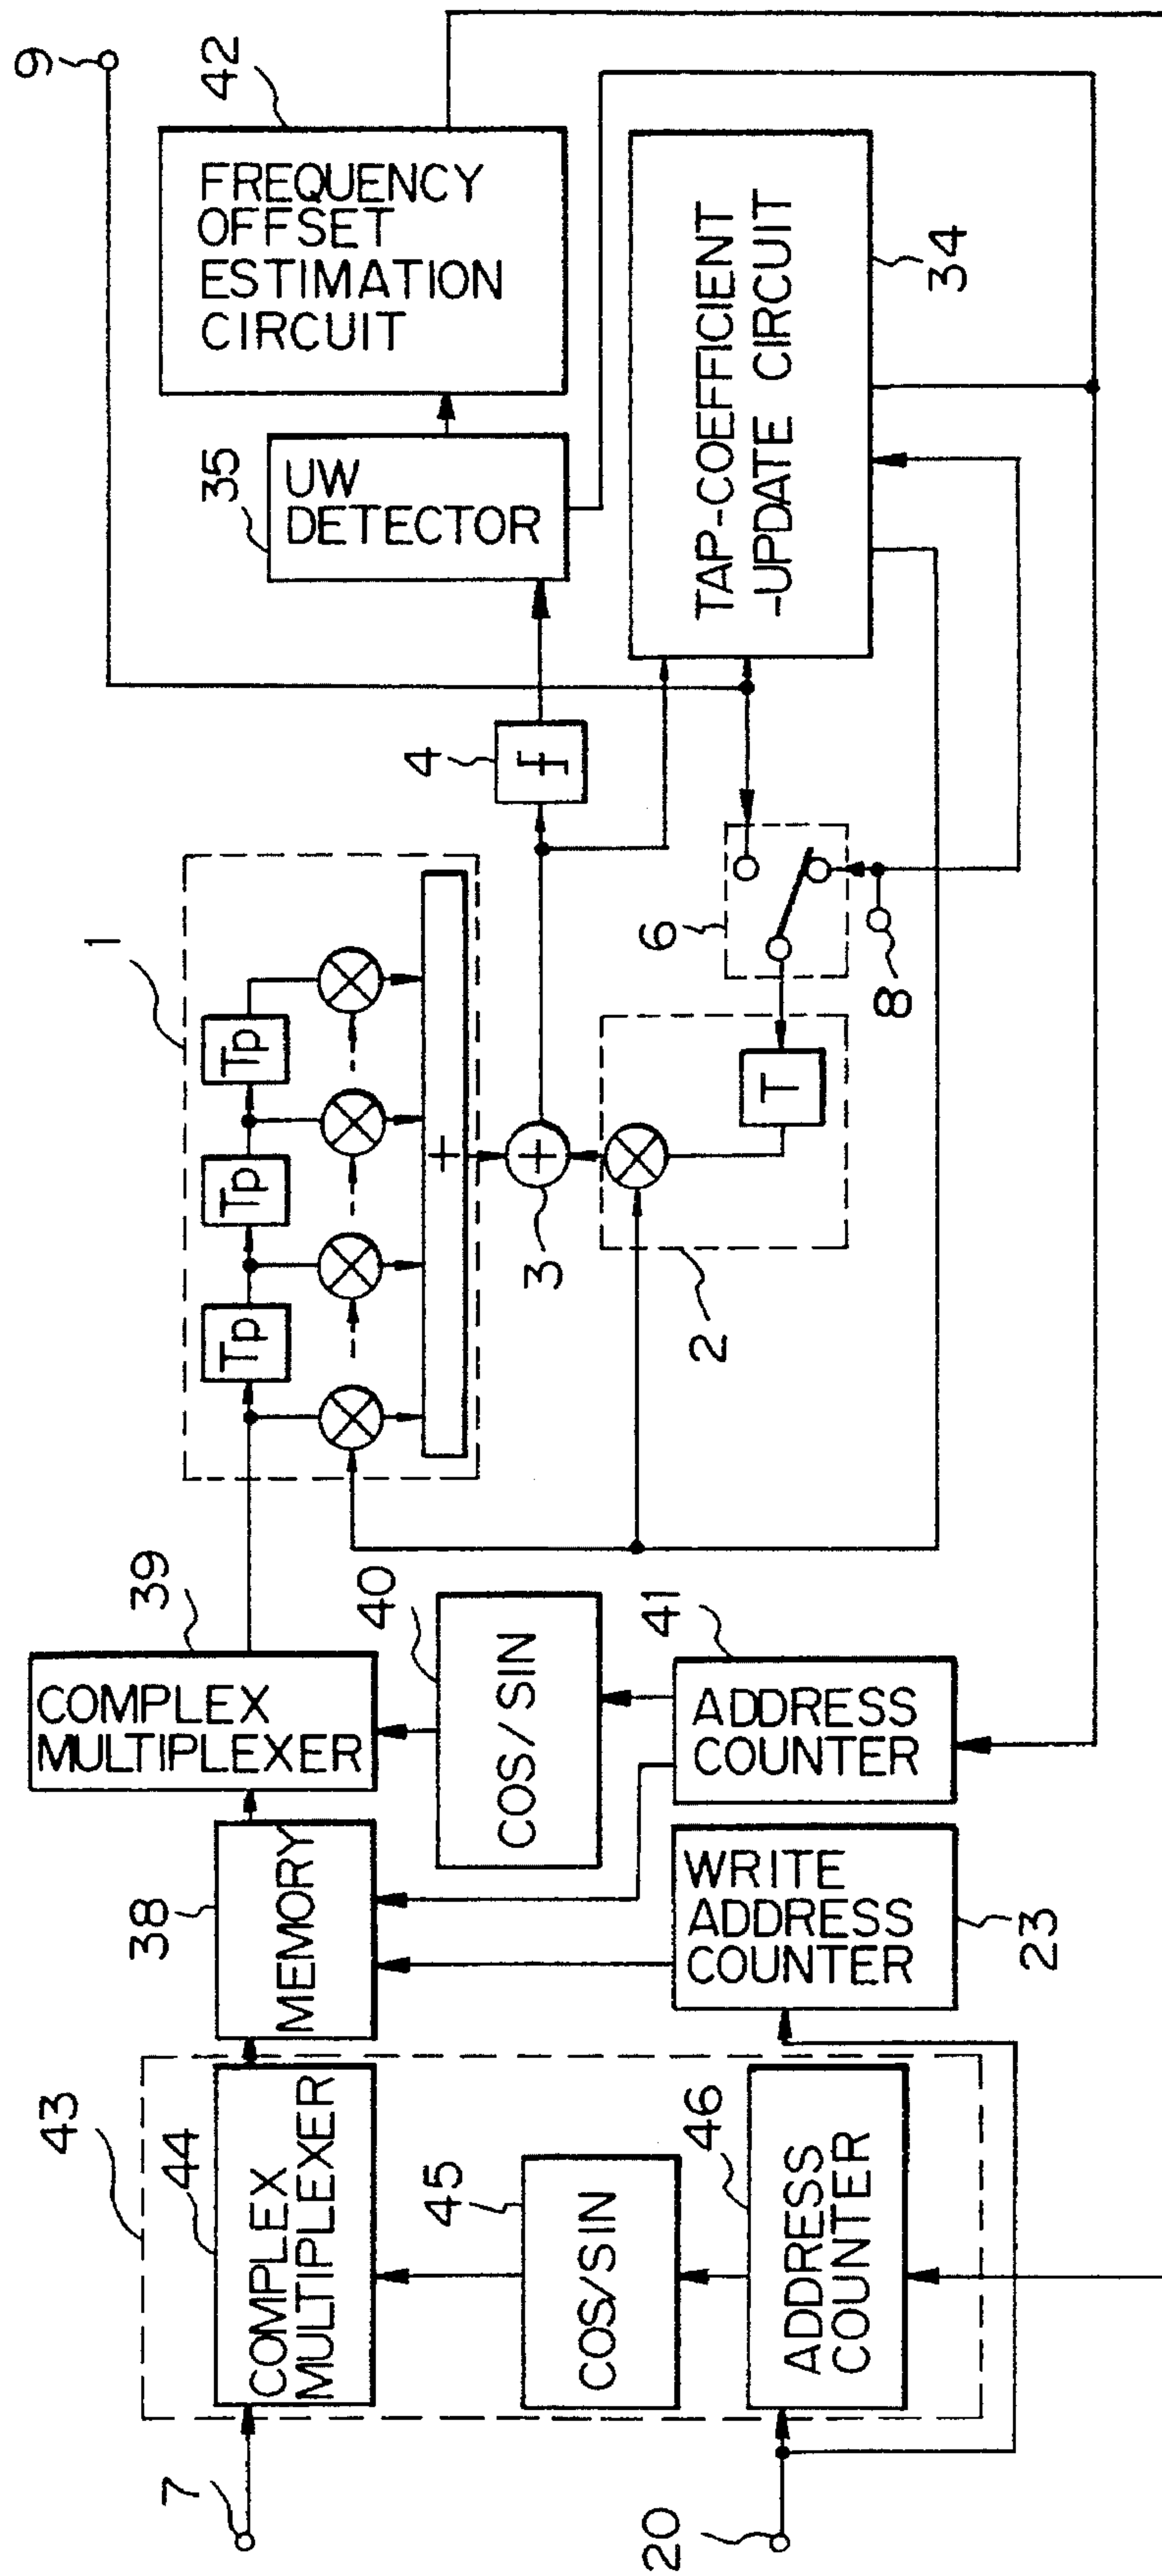 7
20
43
44
COMPLEX
MULTIPLEXER
45
COS/SIN
46
ADDRESS
COUNTER
38
MEMORY
WRITE
ADDRESS
COUNTER
23
39
COMPLEX
MULTIPLEXER
40
COS/SIN
41
ADDRESS
COUNTER
1
Tp
Tp
Tp
+
+
3
2
T
6
8
4
f
35
UW
DETECTOR
42
FREQUENCY
OFFSET
ESTIMATION
CIRCUIT
TAP-COEFFICIENT
-UPDATE CIRCUIT
34
9